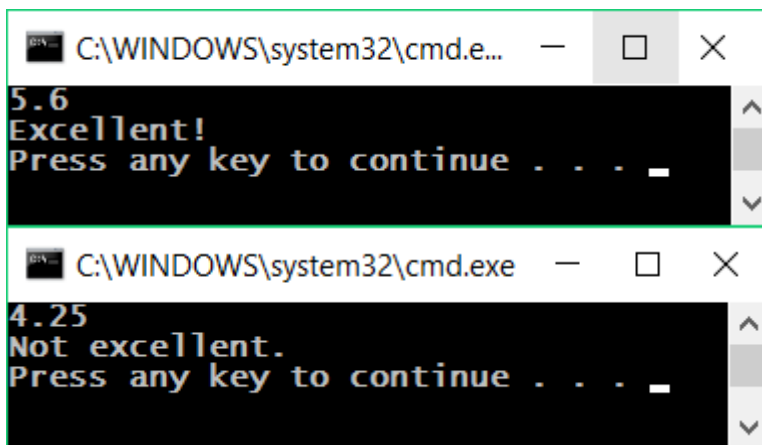 C:\WINDOWS\system32\cmd.e...
5.6
Excellent!
Press any key to continue . . .
C:\WINDOWS\system32\cmd.exe
4.25
Not excellent.
Press any key to continue . . .